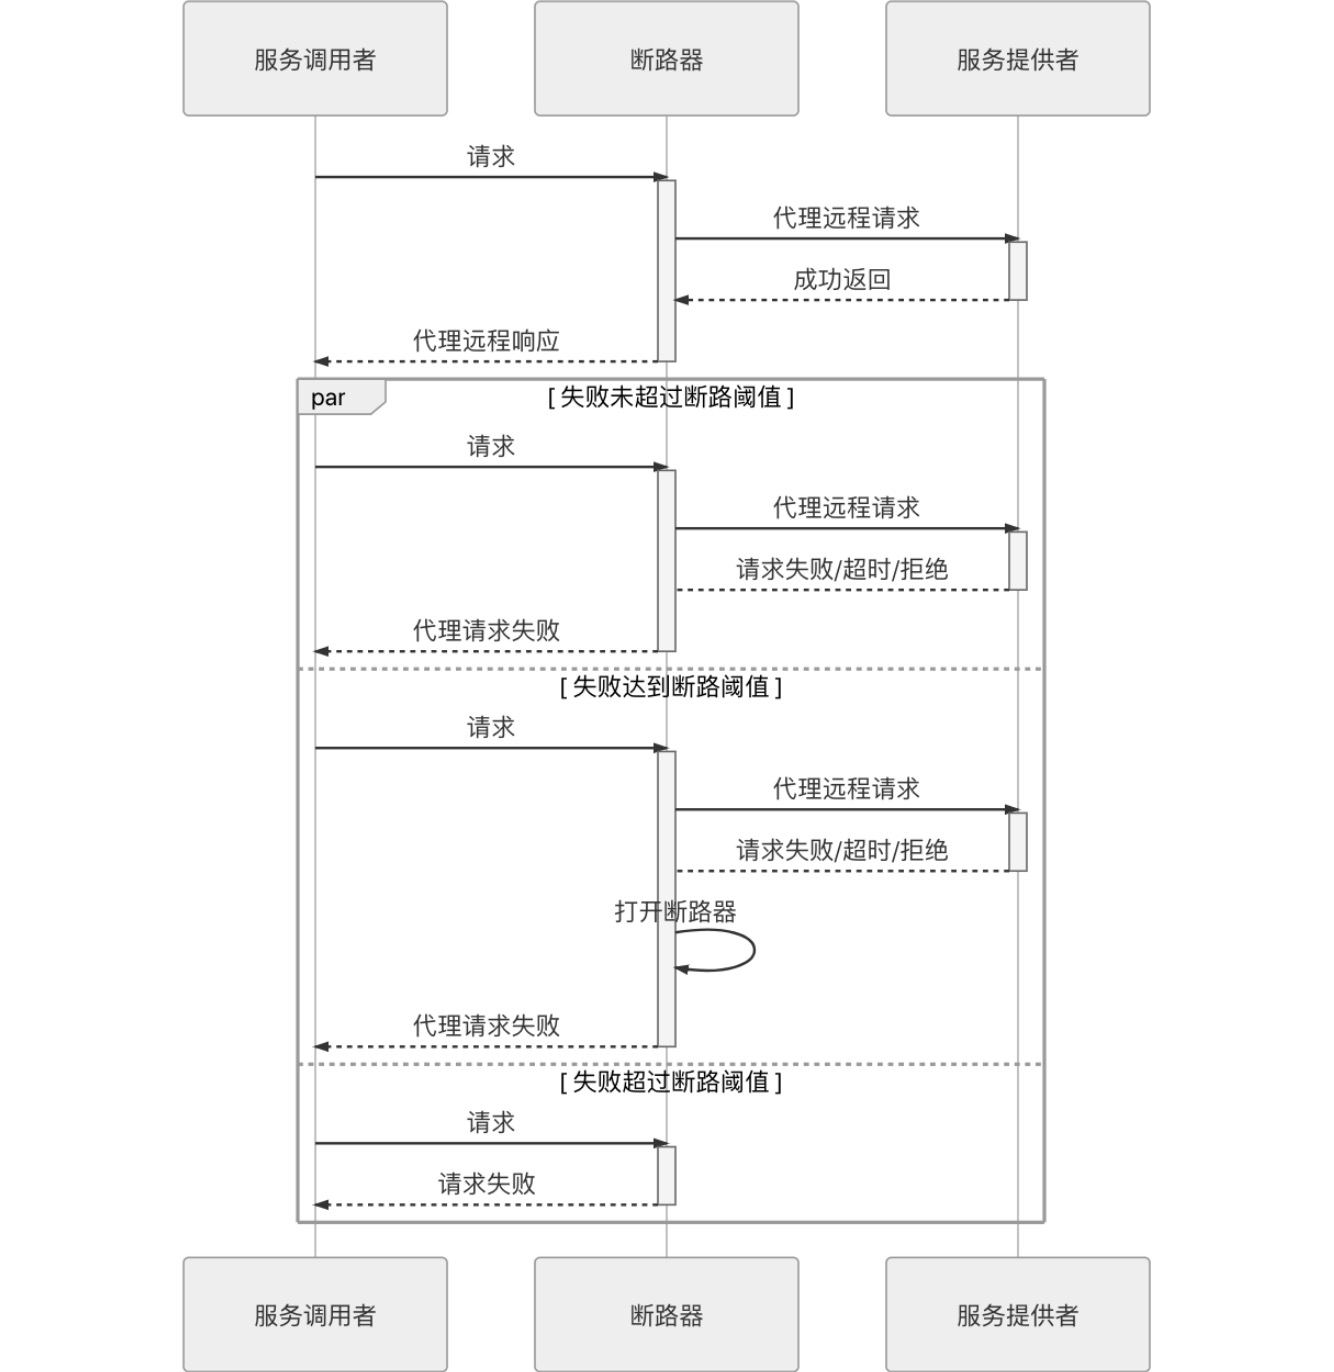 服务调用者
断路器
服务提供者
请求
代理远程请求
成功返回
代理远程响应
par
[ 失败未超过断路阈值 ]
请求
代理远程请求
请求失败/超时/拒绝
代理请求失败
[ 失败达到断路阈值 ]
请求
代理远程请求
请求失败/超时/拒绝
打开断路器
代理请求失败
[ 失败超过断路阈值 ]
请求
请求失败
服务调用者
断路器
服务提供者